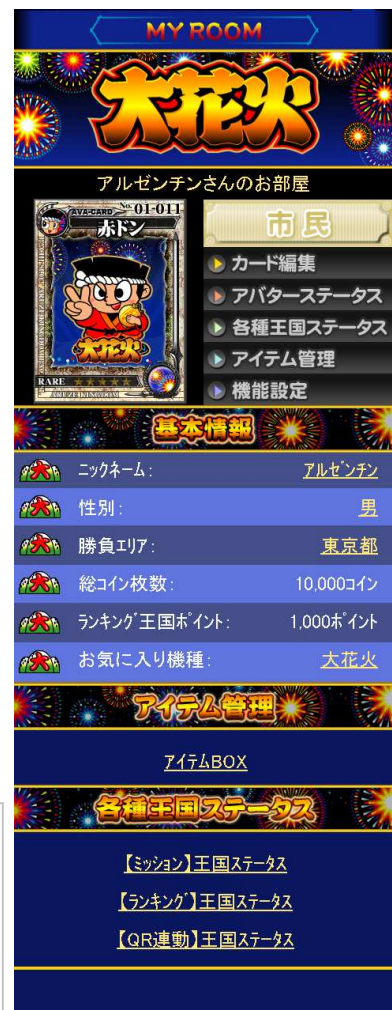 MY ROOM
大花火
アルゼンチンさんのお部屋
AVA-CARD No. 01-011
赤ドン
大花火
RARE ★★★★★
ARUZE KINGDOM
市民
カード編集
アバターステータス
各種王国ステータス
アイテム管理
機能設定
基本情報
ﾆｯｸﾈｰﾑ: ｱﾙｾﾞﾝﾁﾝ
性別: 男
勝負ｴﾘｱ: 東京都
総ｺｲﾝ枚数: 10,000ｺｲﾝ
ﾗﾝｷﾝｸﾞ王国ﾎﾟｲﾝﾄ: 1,000ﾎﾟｲﾝﾄ
お気に入り機種: 大花火
アイテム管理
ｱｲﾃﾑBOX
各種王国ステータス
【ﾐｯｼｮﾝ】王国ｽﾃｰﾀｽ
【ﾗﾝｷﾝｸﾞ】王国ｽﾃｰﾀｽ
【QR連動】王国ｽﾃｰﾀｽ